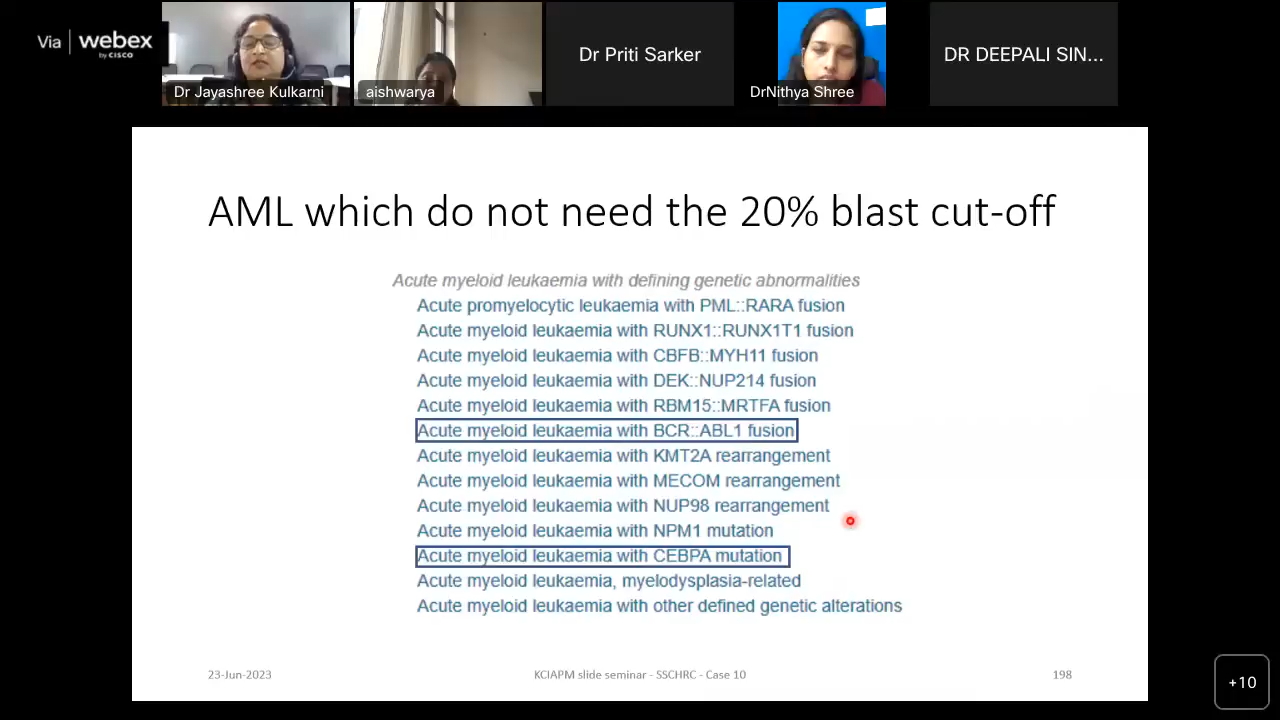 Via | webex
by CISCO
Dr Jayashree Kulkarni
aishwarya
Dr Priti Sarker
DrNithya Shree
DR DEEPALI SIN...
AML which do not need the 20% blast cut-off
Acute myeloid leukaemia with defining genetic abnormalities
Acute promyelocytic leukaemia with PML::RARA fusion
Acute myeloid leukaemia with RUNX1::RUNX1T1 fusion
Acute myeloid leukaemia with CBFB::MYH11 fusion
Acute myeloid leukaemia with DEK::NUP214 fusion
Acute myeloid leukaemia with RBM15::MRTFA fusion
Acute myeloid leukaemia with BCR::ABL1 fusion
Acute myeloid leukaemia with KMT2A rearrangement
Acute myeloid leukaemia with MECOM rearrangement
Acute myeloid leukaemia with NUP98 rearrangement
Acute myeloid leukaemia with NPM1 mutation
Acute myeloid leukaemia with CEBPA mutation
Acute myeloid leukaemia, myelodysplasia-related
Acute myeloid leukaemia with other defined genetic alterations
23-Jun-2023
KCIAPM slide seminar - SSCHRC - Case 10
198
+10